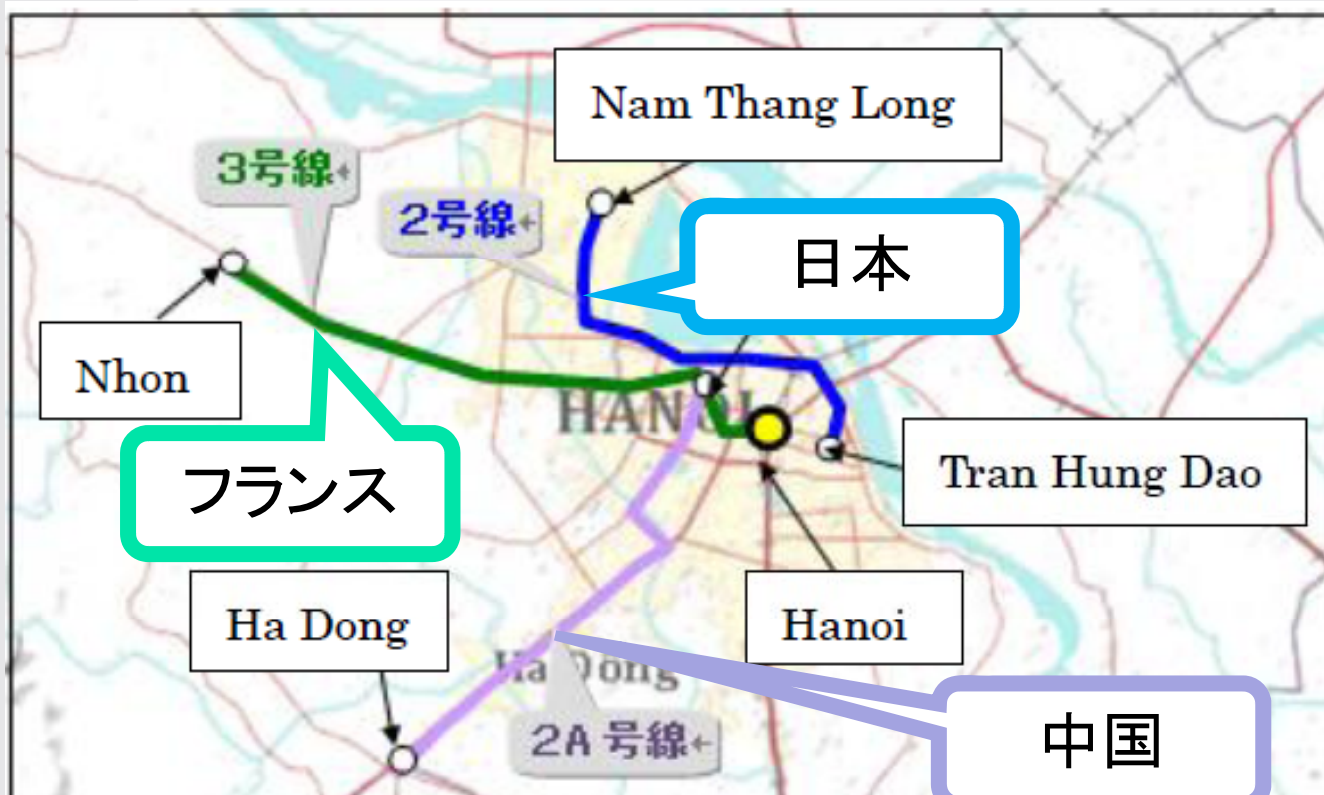 Nam Thang Long
3号線
2号線
日本
Nhon
HANOI
フランス
Tran Hung Dao
Ha Dong
Hanoi
Ha Dong
2A 号線
中国